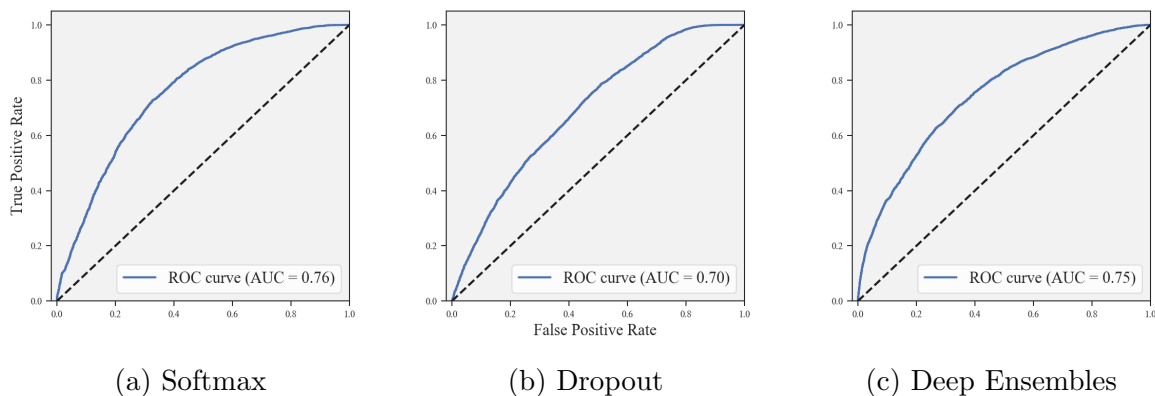 True Positive Rate
1.0
0.8
0.6
0.4
0.2
0.0
ROC curve (AUC = 0.76)
0.0 0.2 0.4 0.6 0.8 1.0
(a) Softmax
1.0
0.8
0.6
0.4
0.2
0.0
ROC curve (AUC = 0.70)
0.0 0.2 0.4 0.6 0.8 1.0
False Positive Rate
(b) Dropout
1.0
0.8
0.6
0.4
0.2
0.0
ROC curve (AUC = 0.75)
0.0 0.2 0.4 0.6 0.8 1.0
(c) Deep Ensembles